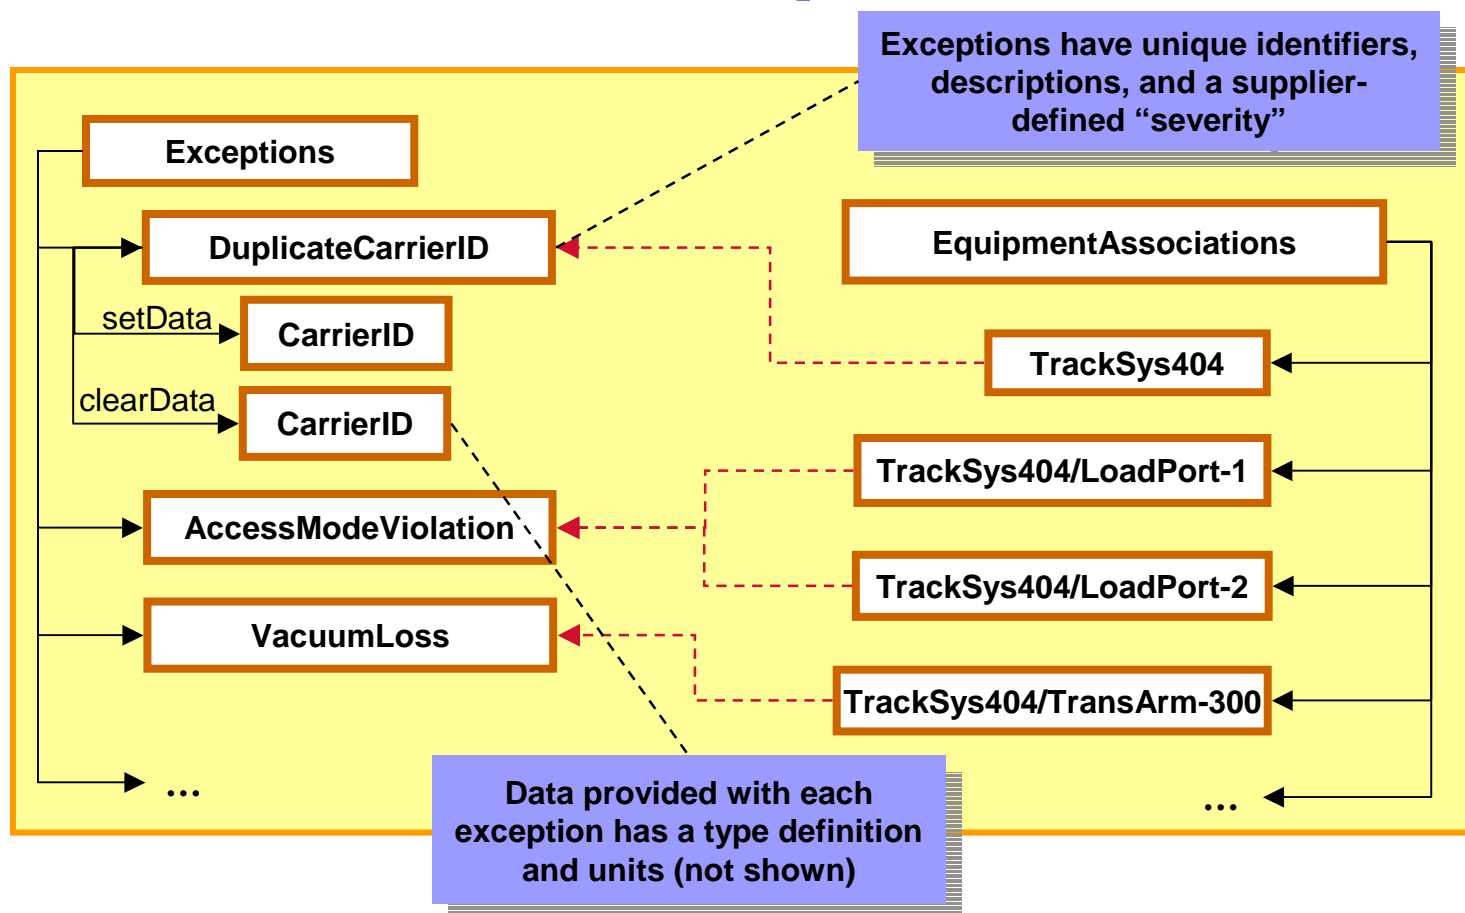 Exceptions have unique identifiers,
descriptions, and a supplier-
defined “severity”
Exceptions
DuplicateCarrierID
setData
CarrierID
clearData
CarrierID
AccessModeViolation
VacuumLoss
...
EquipmentAssociations
TrackSys404
TrackSys404/LoadPort-1
TrackSys404/LoadPort-2
TrackSys404/TransArm-300
...
Data provided with each
exception has a type definition
and units (not shown)